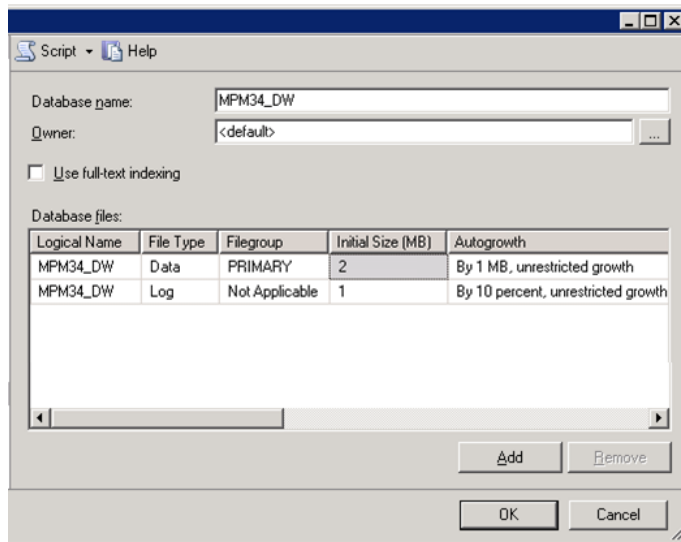 Script Help
Database name: MPM34_DW
Owner: <default> ...
Use full-text indexing
Database files:
Logical Name File Type Filegroup Initial Size (MB) Autogrowth
MPM34_DW Data PRIMARY 2 By 1 MB, unrestricted growth
MPM34_DW Log Not Applicable 1 By 10 percent, unrestricted growth
Add Remove
OK Cancel